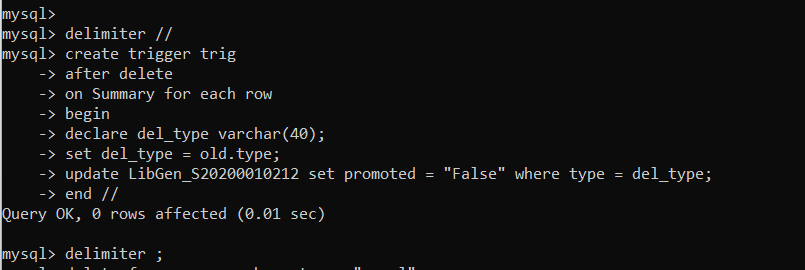 mysql>
mysql> delimiter //
mysql> create trigger trig
    -> after delete
    -> on Summary for each row
    -> begin
    -> declare del_type varchar(40);
    -> set del_type = old.type;
    -> update LibGen_S20200010212 set promoted = "False" where type = del_type;
    -> end //
Query OK, 0 rows affected (0.01 sec)
mysql> delimiter ;